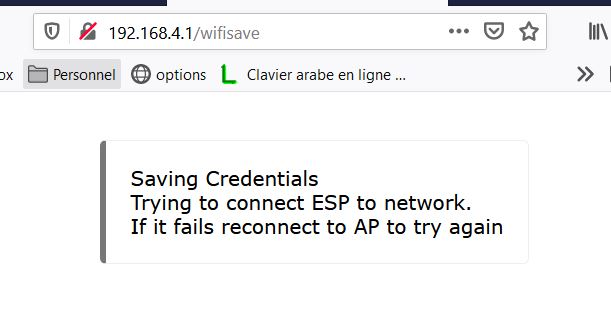 192.168.4.1/wifisave
Personnel options Clavier arabe en ligne ...
Saving Credentials
Trying to connect ESP to network.
If it fails reconnect to AP to try again